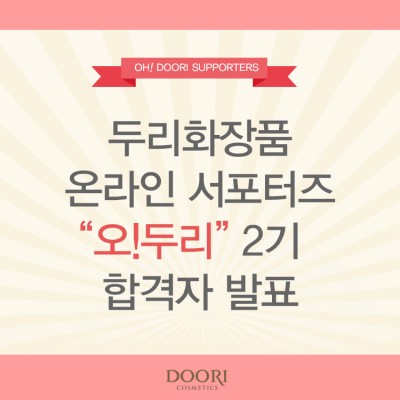 OH! DOORI SUPPORTERS
두리화장품
온라인 서포터즈
“오!두리” 2기
합격자 발표
DOORI
COSMETICS